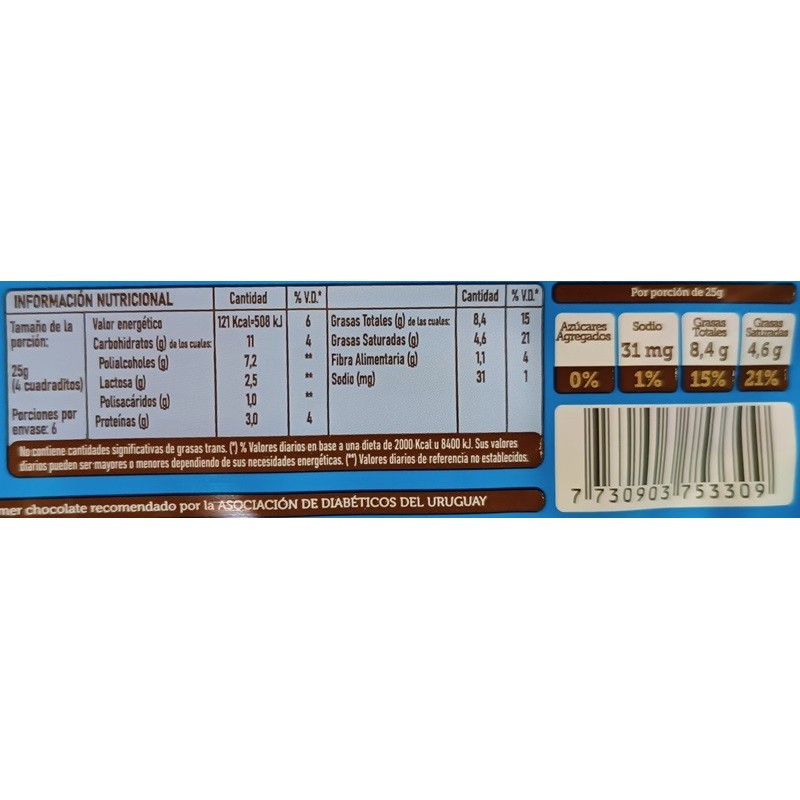 INFORMACIÓN NUTRICIONAL Cantidad % V.D.* Cantidad % V.D.*
Tamaño de la porción:
25g
(4 cuadraditos)
Porciones por envase: 6
Valor energético 121 Kcal=508 kJ 6
Carbohidratos (g) de los cuales: 11 4
Polialcoholes (g) 7,2 **
Lactosa (g) 2,5 **
Polisacáridos (g) 1,0 **
Proteínas (g) 3,0 4
Grasas Totales (g) de las cuales: 8,4 15
Grasas Saturadas (g) 4,6 21
Fibra Alimentaria (g) 1,1 4
Sodio (mg) 31 1
No contiene cantidades significativas de grasas trans. (*) % Valores diarios en base a una dieta de 2000 Kcal u 8400 kJ. Sus valores
diarios pueden ser mayores o menores dependiendo de sus necesidades energéticas. (**) Valores diarios de referencia no establecidos.
mer chocolate recomendado por la ASOCIACIÓN DE DIABÉTICOS DEL URUGUAY
Por porción de 25g
Azúcares Agregados 0%
Sodio 31 mg 1%
Grasas Totales 8,4 g 15%
Grasas Saturadas 4,6 g 21%
7 730903 753309